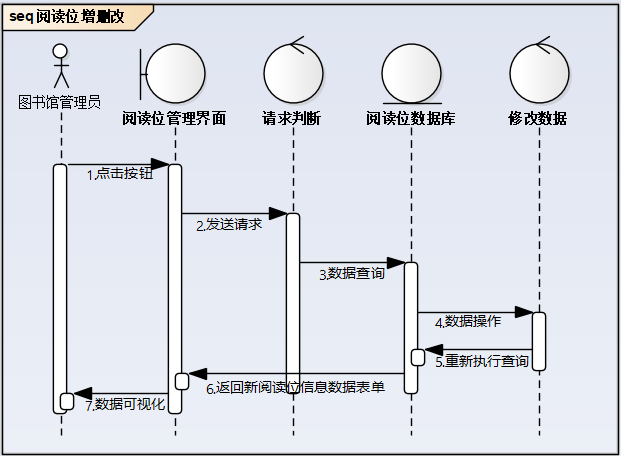 seq 阅读位增删改
图书馆管理员
阅读位管理界面
请求判断
阅读位数据库
修改数据
1,点击按钮
2,发送请求
3,数据查询
4,数据操作
5,重新执行查询
6,返回新阅读位信息数据表单
7,数据可视化